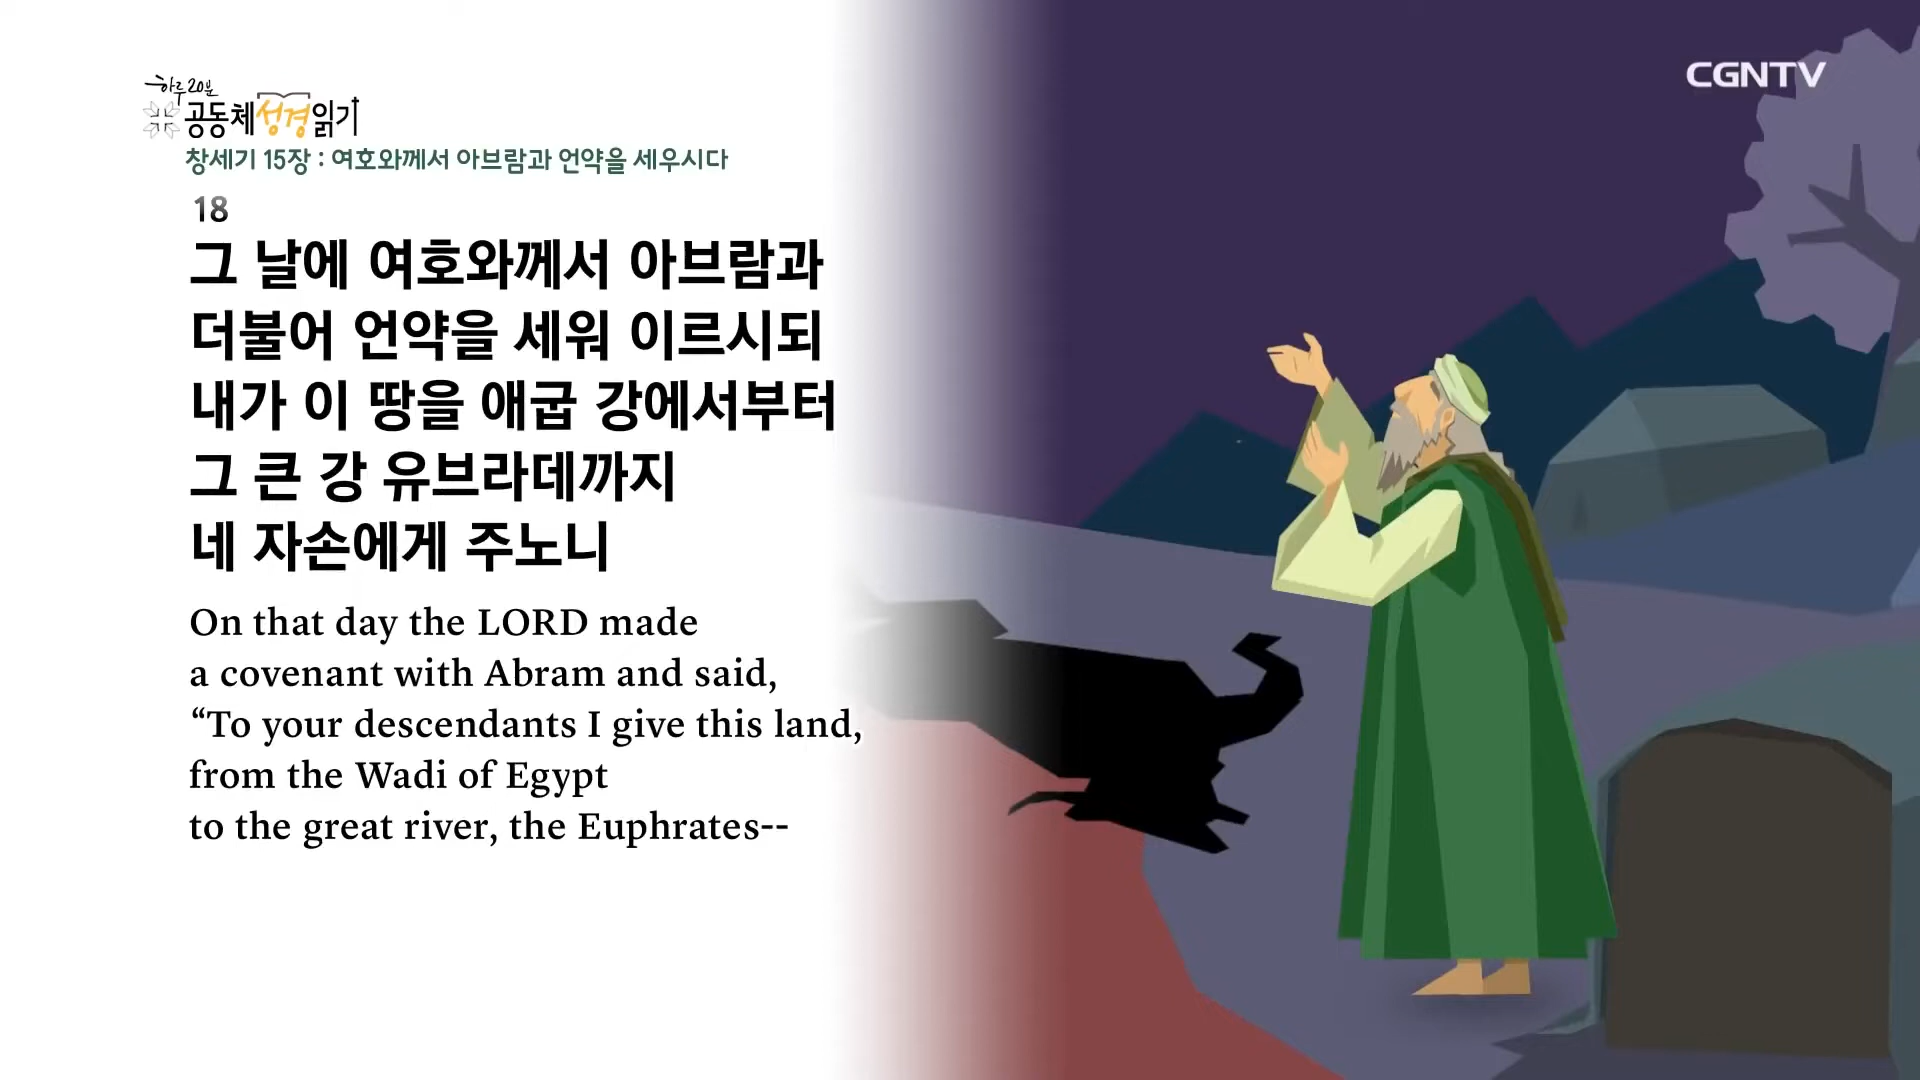 하루 20분
공동체성경읽기
CGNTV
창세기 15장 : 여호와께서 아브람과 언약을 세우시다
18
그 날에 여호와께서 아브람과
더불어 언약을 세워 이르시되
내가 이 땅을 애굽 강에서부터
그 큰 강 유브라데까지
네 자손에게 주노니
On that day the LORD made
a covenant with Abram and said,
“To your descendants I give this land,
from the Wadi of Egypt
to the great river, the Euphrates--